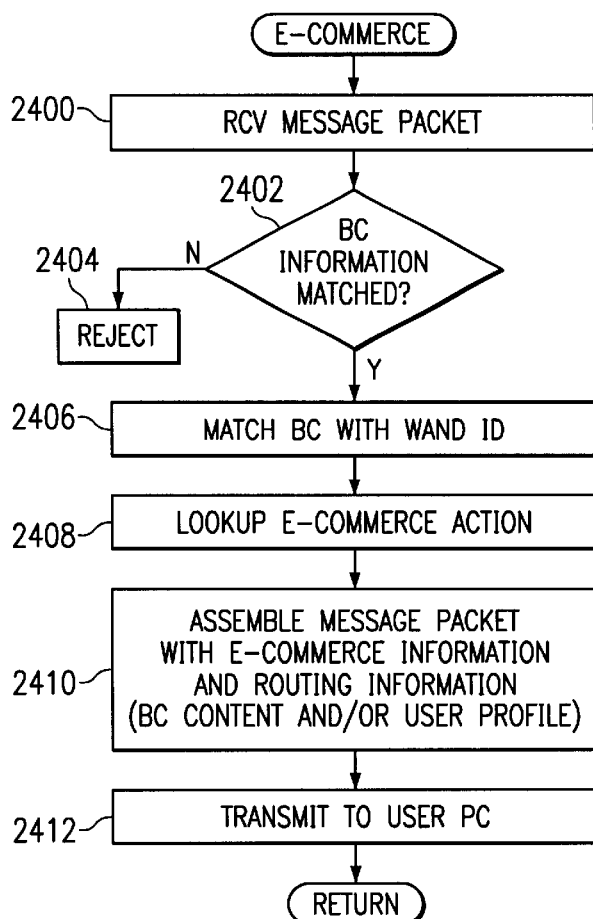 E-COMMERCE
2400
RCV MESSAGE PACKET
2402
BC
INFORMATION
MATCHED?
N
2404
REJECT
Y
2406
MATCH BC WITH WAND ID
2408
LOOKUP E-COMMERCE ACTION
2410
ASSEMBLE MESSAGE PACKET
WITH E-COMMERCE INFORMATION
AND ROUTING INFORMATION
(BC CONTENT AND/OR USER PROFILE)
2412
TRANSMIT TO USER PC
RETURN